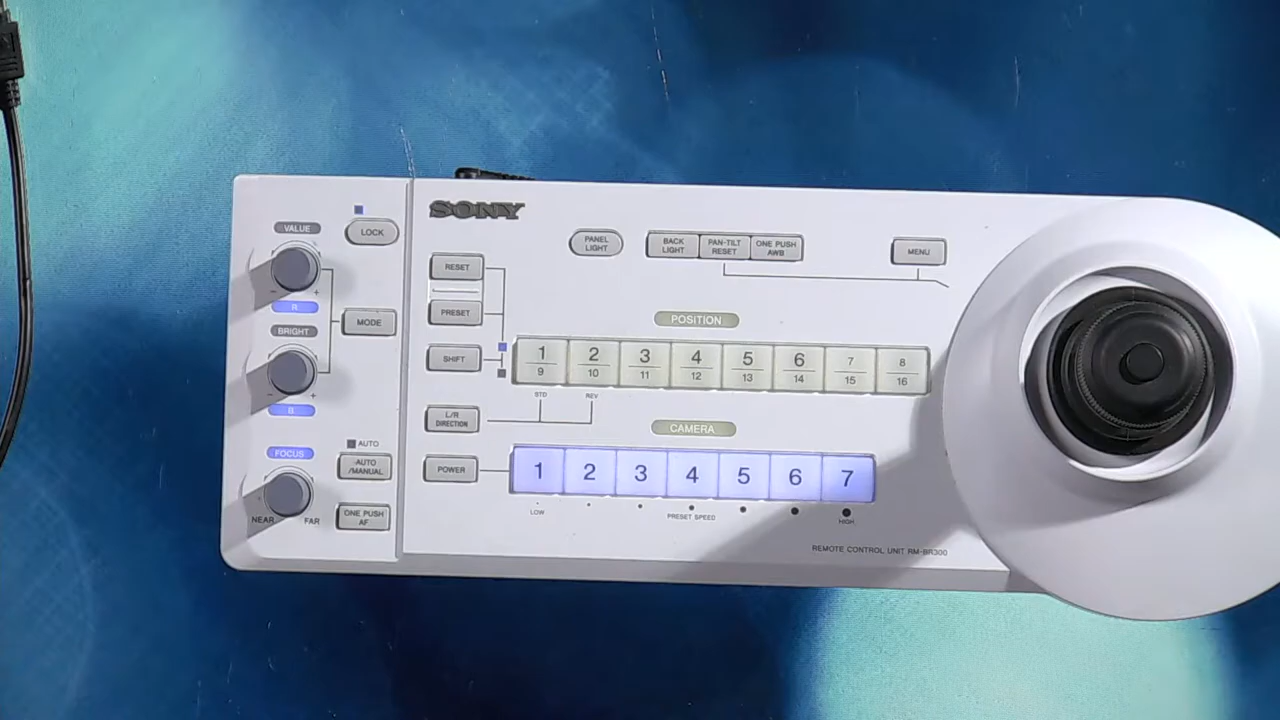 SONY
VALUE
LOCK
- +
R
BRIGHT
MODE
- +
B
FOCUS
AUTO
AUTO
/MANUAL
NEAR FAR
ONE PUSH
AF
PANEL
LIGHT
BACK
LIGHT
PAN-TILT
RESET
ONE PUSH
AWB
MENU
RESET
PRESET
SHIFT
POSITION
1 2 3 4 5 6 7 8
9 10 11 12 13 14 15 16
STD REV
L/R
DIRECTION
CAMERA
POWER
1 2 3 4 5 6 7
LOW PRESET SPEED HIGH
REMOTE CONTROL UNIT RM-BR300